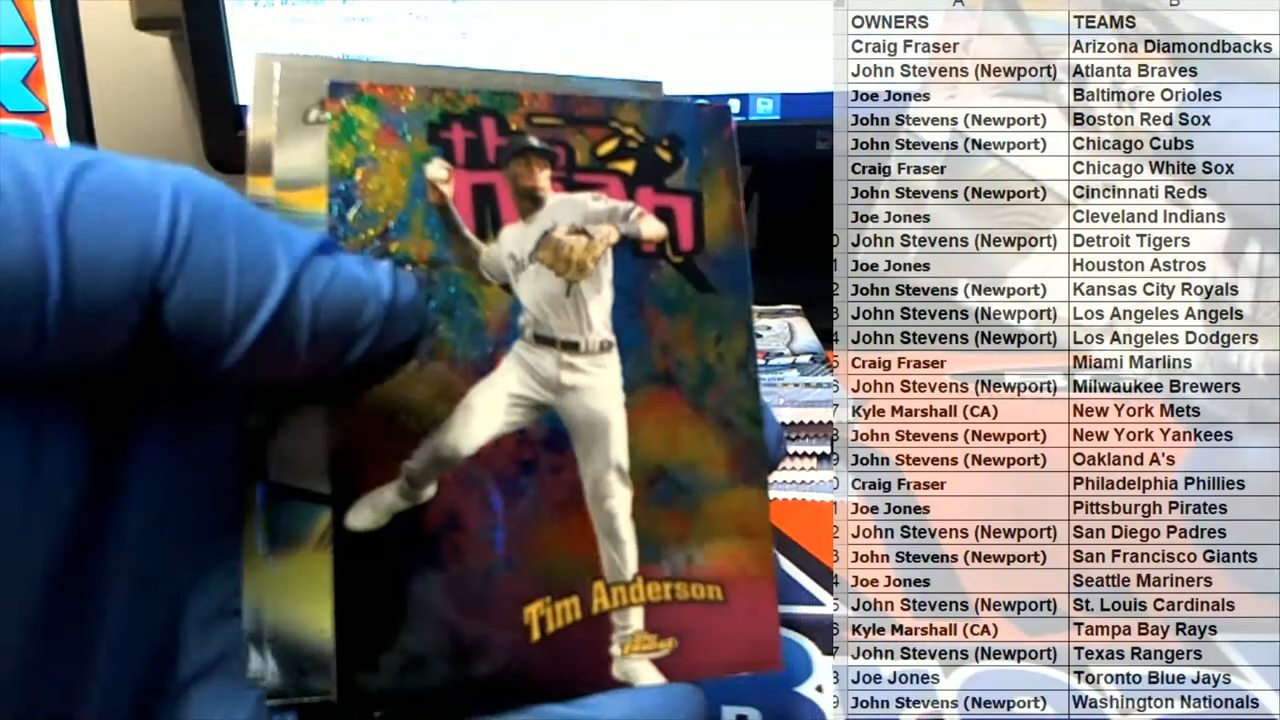 the
man
Tim Anderson
Finest
A B
OWNERS TEAMS
Craig Fraser Arizona Diamondbacks
John Stevens (Newport) Atlanta Braves
Joe Jones Baltimore Orioles
John Stevens (Newport) Boston Red Sox
John Stevens (Newport) Chicago Cubs
Craig Fraser Chicago White Sox
John Stevens (Newport) Cincinnati Reds
Joe Jones Cleveland Indians
John Stevens (Newport) Detroit Tigers
Joe Jones Houston Astros
John Stevens (Newport) Kansas City Royals
John Stevens (Newport) Los Angeles Angels
John Stevens (Newport) Los Angeles Dodgers
Craig Fraser Miami Marlins
John Stevens (Newport) Milwaukee Brewers
Kyle Marshall (CA) New York Mets
John Stevens (Newport) New York Yankees
John Stevens (Newport) Oakland A's
Craig Fraser Philadelphia Phillies
Joe Jones Pittsburgh Pirates
John Stevens (Newport) San Diego Padres
John Stevens (Newport) San Francisco Giants
Joe Jones Seattle Mariners
John Stevens (Newport) St. Louis Cardinals
Kyle Marshall (CA) Tampa Bay Rays
John Stevens (Newport) Texas Rangers
Joe Jones Toronto Blue Jays
John Stevens (Newport) Washington Nationals